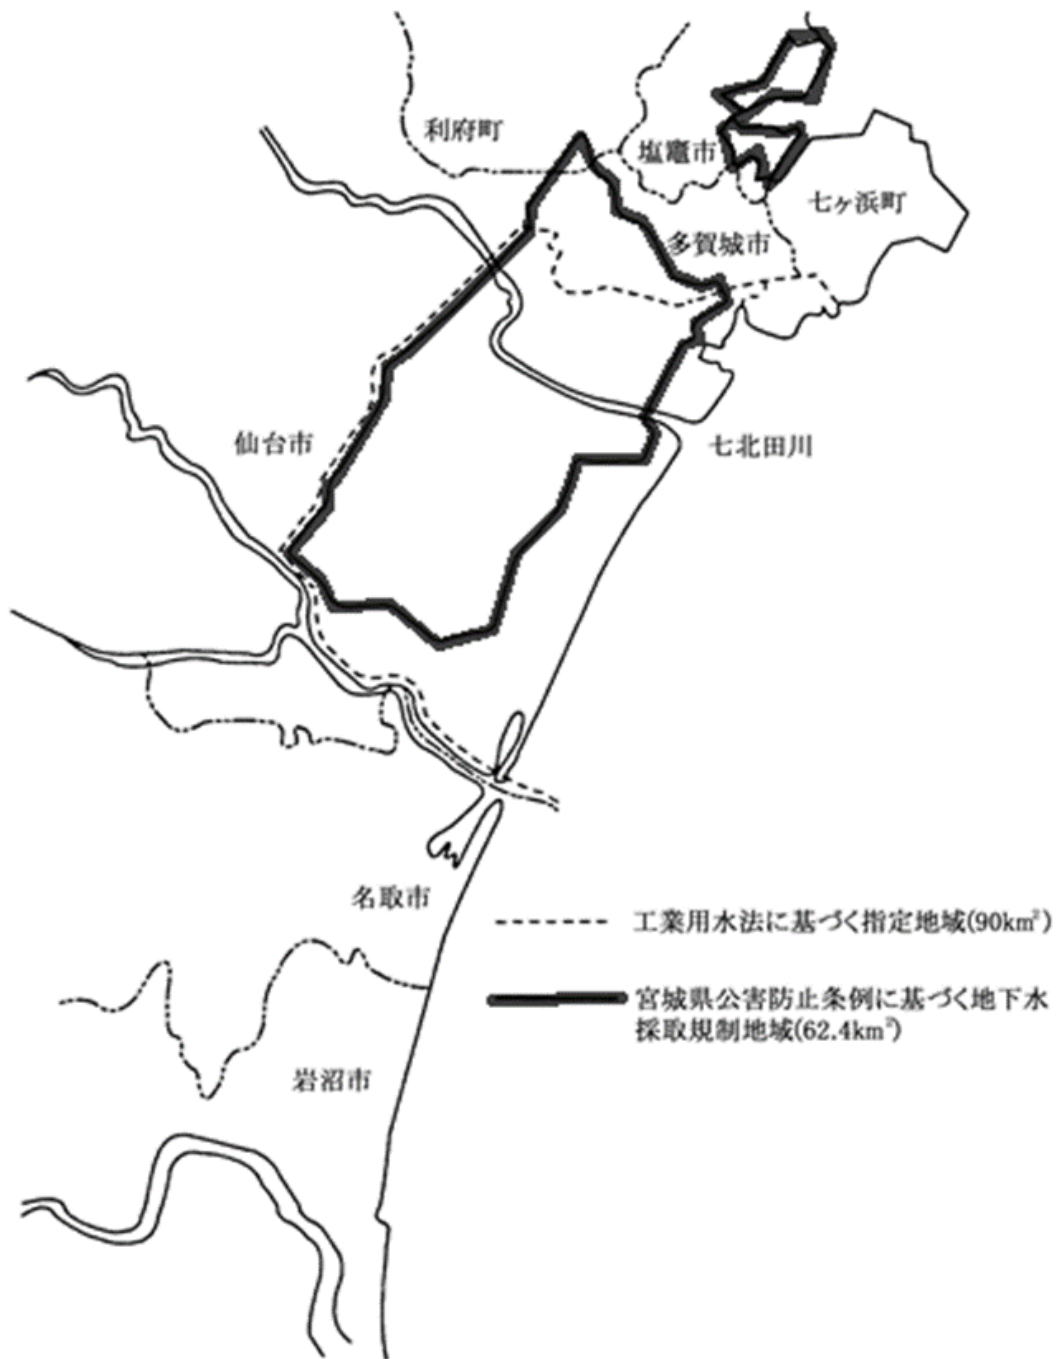 利府町
塩竈市
七ヶ浜町
多賀城市
仙台市
七北田川
名取市
工業用水法に基づく指定地域(90km²)
宮城県公害防止条例に基づく地下水
採取規制地域(62.4km²)
岩沼市